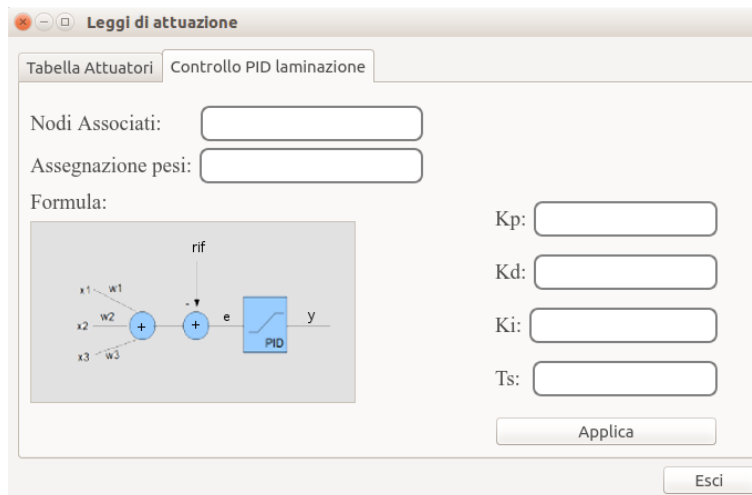 Leggi di attuazione
Tabella Attuatori
Controllo PID laminazione
Nodi Associati:
Assegnazione pesi:
Formula:
rif
x1 w1
-
x2 w2 + + e y
PID
x3 w3
Kp:
Kd:
Ki:
Ts:
Applica
Esci